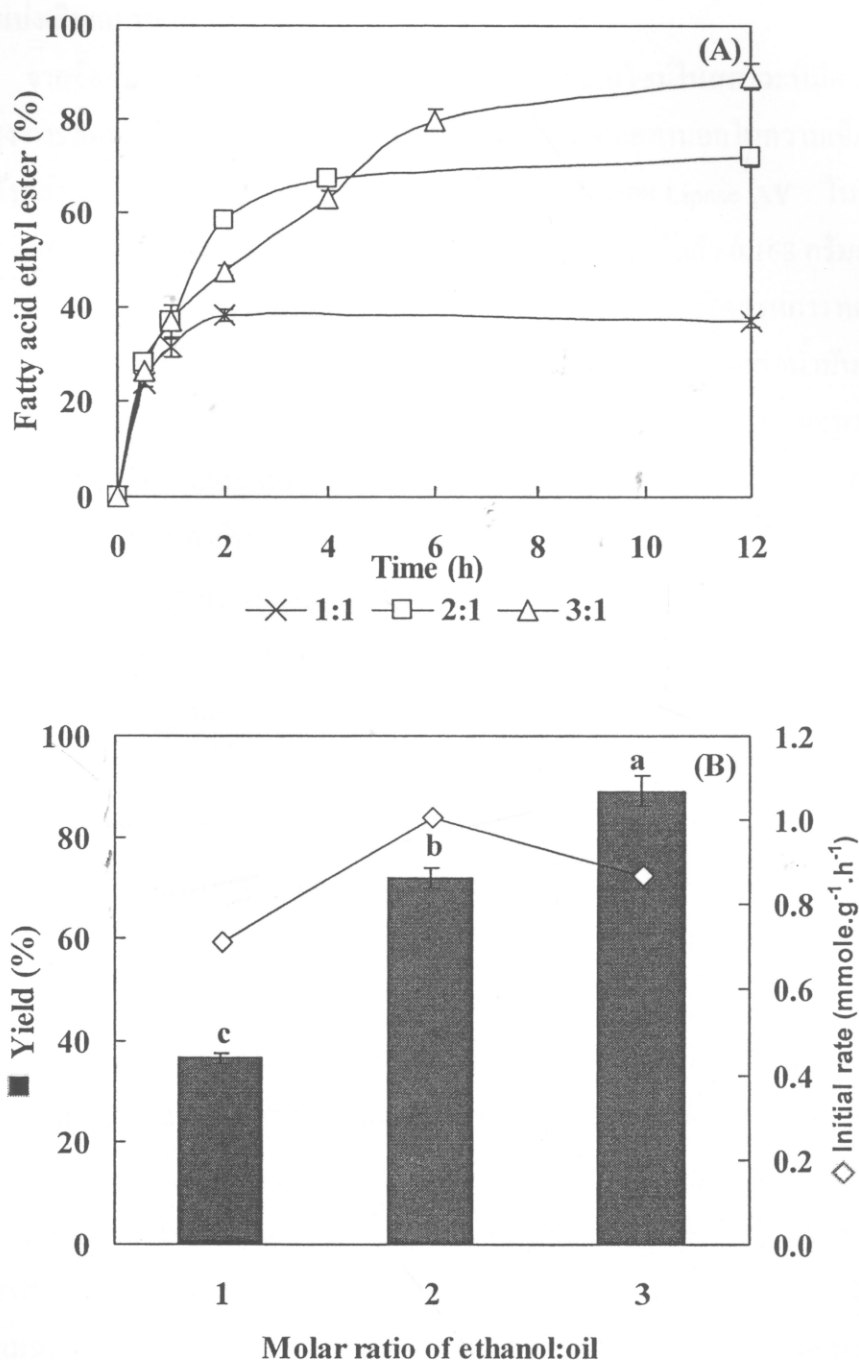 (A)
100
80
60
40
20
0
Fatty acid ethyl ester (%)
0 2 4 6 8 10 12
Time (h)
1:1 2:1 3:1
(B)
100
80
60
40
20
0
Yield (%)
c
b
a
1.2
1.0
0.8
0.6
0.4
0.2
0.0
Initial rate (mmole.g⁻¹.h⁻¹)
1 2 3
Molar ratio of ethanol:oil